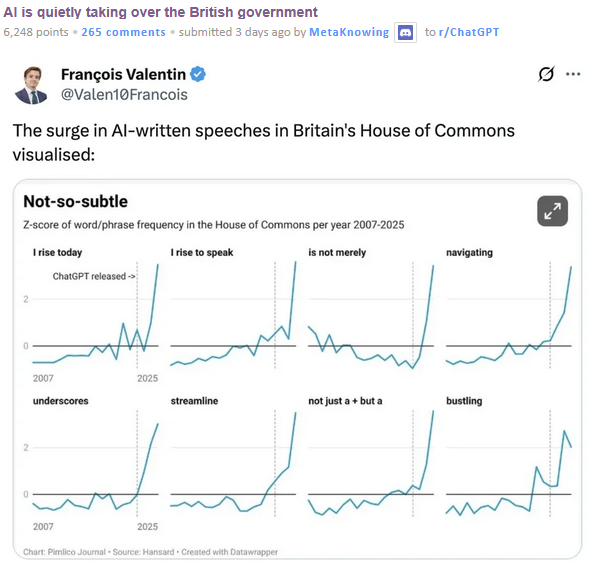 AI is quietly taking over the British government
6,248 points • 265 comments • submitted 3 days ago by MetaKnowing to r/ChatGPT
François Valentin
@Valen10Francois
The surge in AI-written speeches in Britain's House of Commons
visualised:
Not-so-subtle
Z-score of word/phrase frequency in the House of Commons per year 2007-2025
I rise today
I rise to speak
is not merely
navigating
ChatGPT released ->
2
0
2007
2025
underscores
streamline
not just a + but a
bustling
2
0
2007
2025
Chart: Pimlico Journal • Source: Hansard • Created with Datawrapper